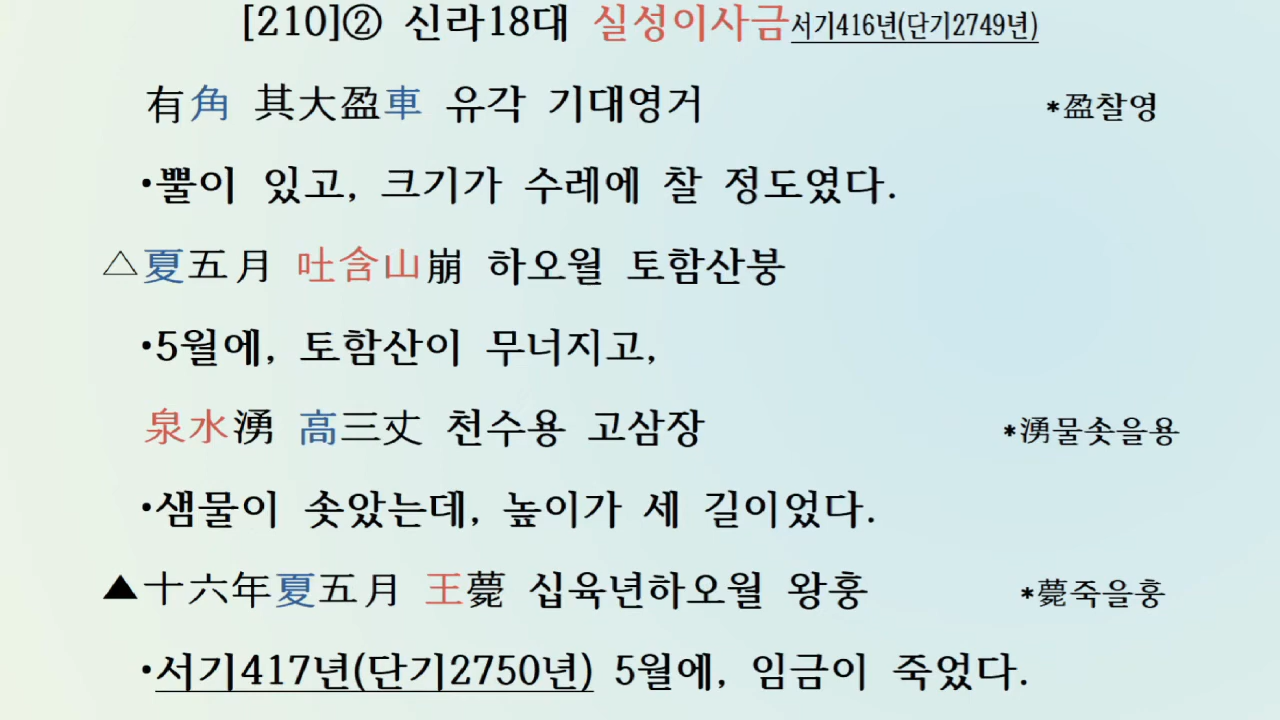 [210]② 신라18대 실성이사금서기416년(단기2749년)
有角 其大盈車 유각 기대영거 *盈찰영
•뿔이 있고, 크기가 수레에 찰 정도였다.
△夏五月 吐含山崩 하오월 토함산붕
•5월에, 토함산이 무너지고,
泉水湧 高三丈 천수용 고삼장 *湧물솟을용
•샘물이 솟았는데, 높이가 세 길이었다.
▲十六年夏五月 王薨 십육년하오월 왕훙 *薨죽을훙
•서기417년(단기2750년) 5월에, 임금이 죽었다.